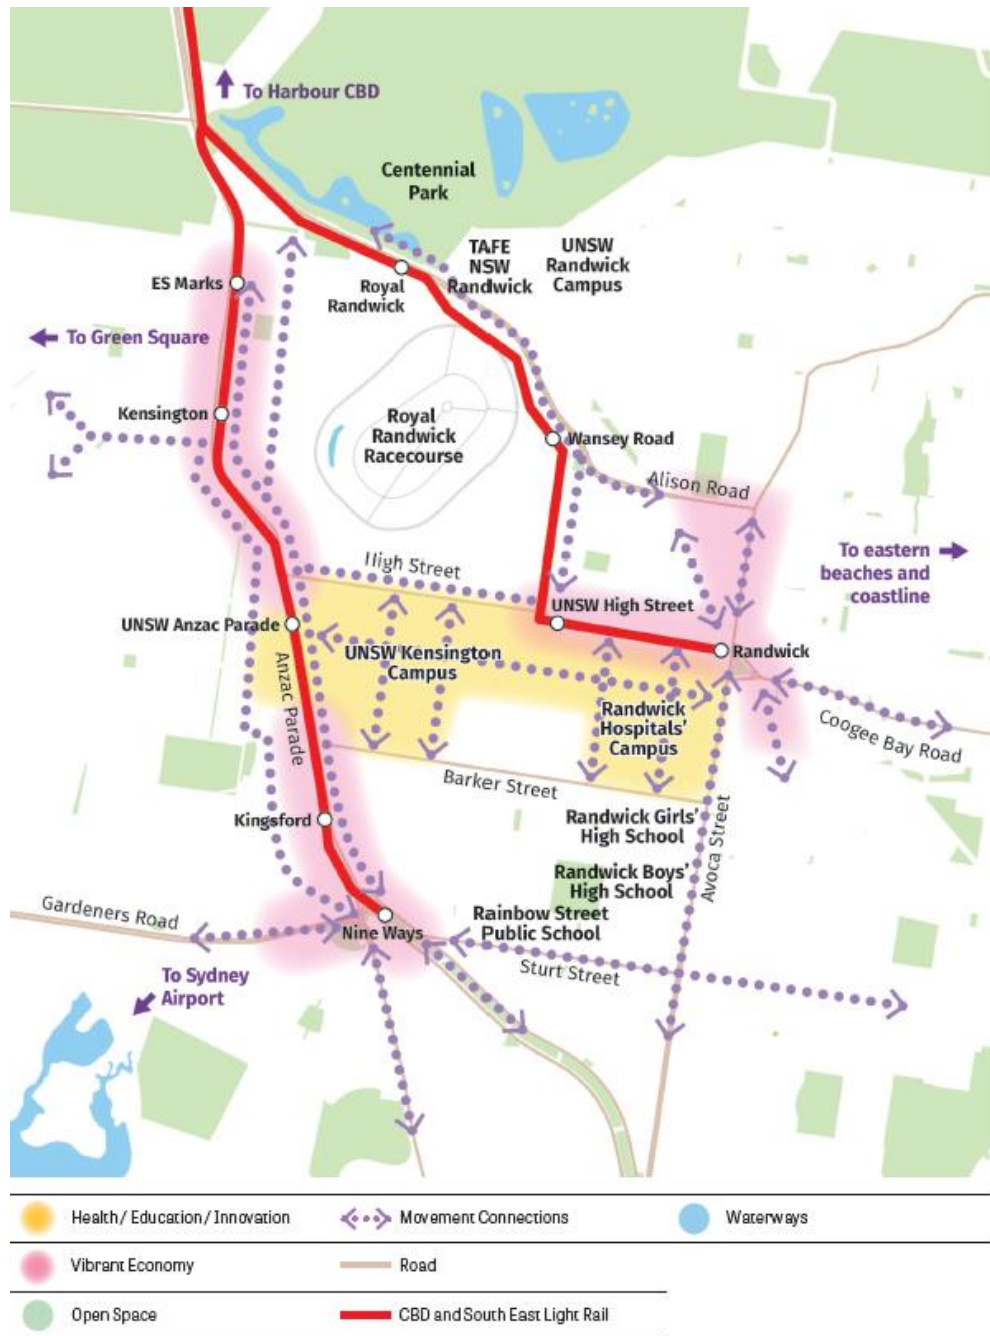 To Harbour CBD
Centennial
Park
TAFE
NSW
Randwick
UNSW
Randwick
Campus
ES Marks
Royal
Randwick
To Green Square
Kensington
Royal
Randwick
Racecourse
Wansey Road
Alison Road
To eastern
beaches and
coastline
High Street
UNSW High Street
UNSW Anzac Parade
Randwick
UNSW Kensington
Campus
Anzac Parade
Randwick
Hospitals'
Campus
Coogee Bay Road
Barker Street
Kingsford
Randwick Girls'
High School
Avoca Street
Randwick Boys'
High School
Gardeners Road
Rainbow Street
Public School
Nine Ways
Sturt Street
To Sydney
Airport
Health/ Education/ Innovation
Movement Connections
Waterways
Vibrant Economy
Road
Open Space
CBD and South East Light Rail